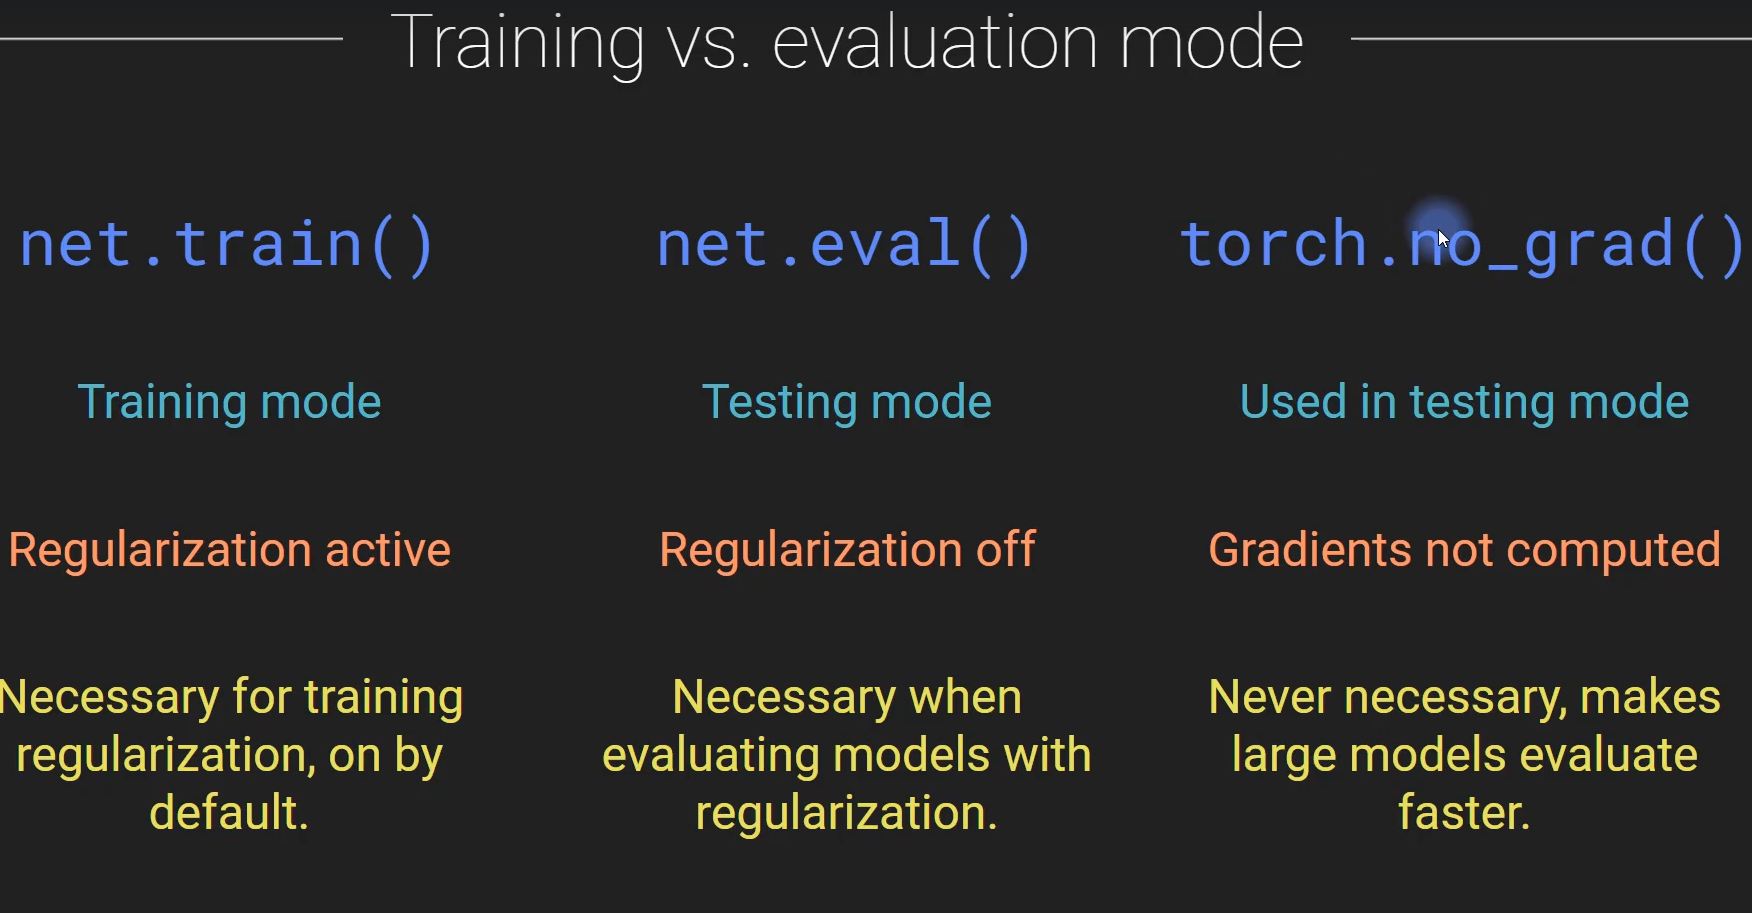 Training vs. evaluation mode
net.train()
net.eval()
torch.no_grad()
Training mode
Testing mode
Used in testing mode
Regularization active
Regularization off
Gradients not computed
Necessary for training
regularization, on by
default.
Necessary when
evaluating models with
regularization.
Never necessary, makes
large models evaluate
faster.